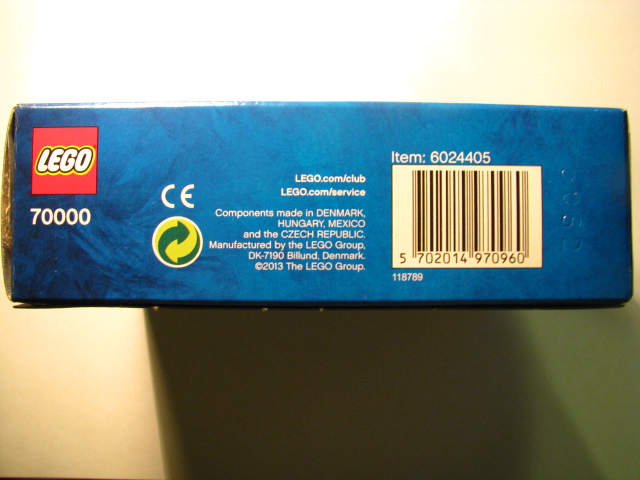 LEGO
70000
CE
LEGO.com/club
LEGO.com/service
Components made in DENMARK,
HUNGARY, MEXICO
and the CZECH REPUBLIC.
Manufactured by the LEGO Group,
DK-7190 Billund, Denmark.
©2013 The LEGO Group.
Item: 6024405
5 702014 970960
118789